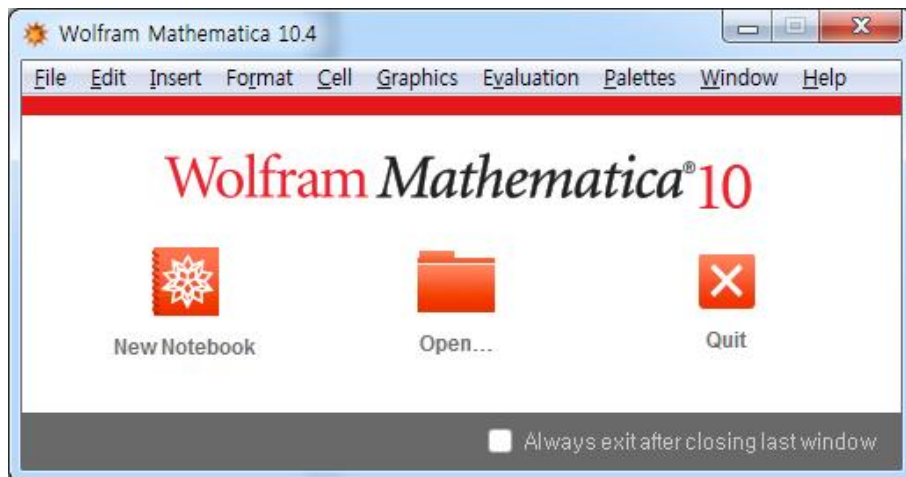 Wolfram Mathematica 10.4
File Edit Insert Format Cell Graphics Evaluation Palettes Window Help
Wolfram Mathematica®10
New Notebook Open... Quit
Always exit after closing last window